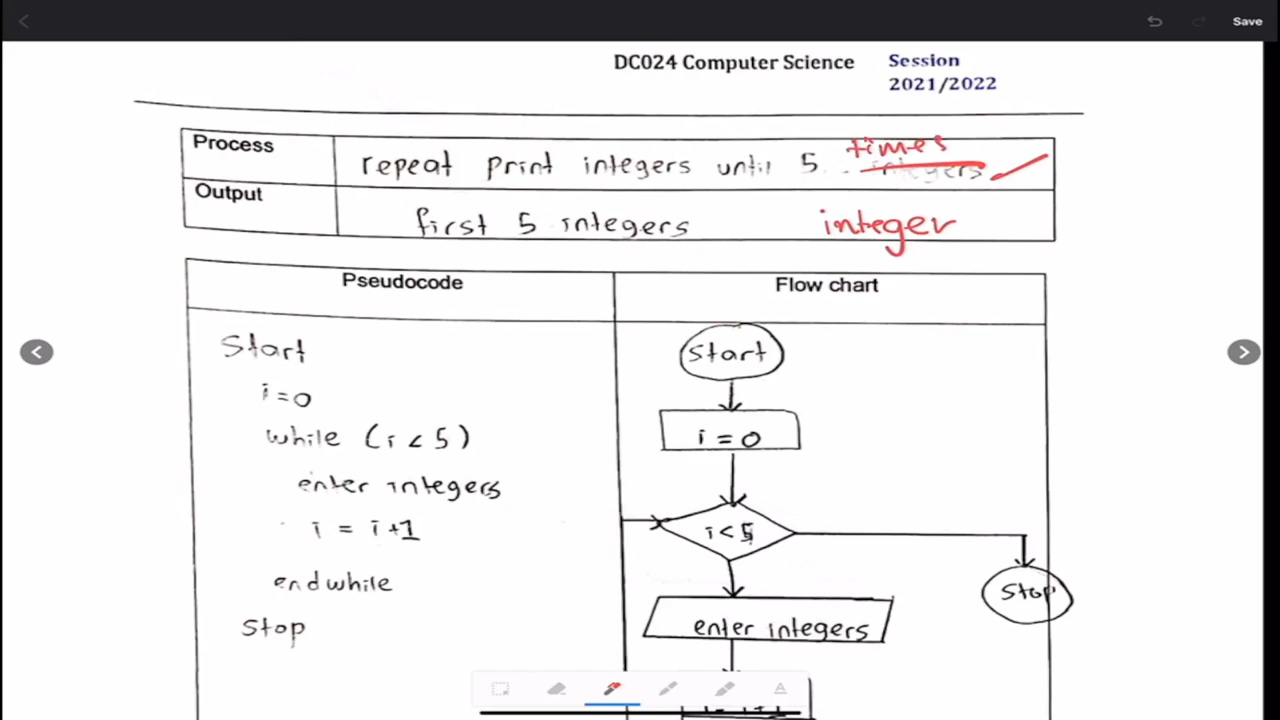 Save
DC024 Computer Science
Session
2021/2022
Process
repeat print integers until 5 .. integers
times
Output
first 5 integers
integer
Pseudocode
Flow chart
Start
i=0
while (i < 5)
enter integers
i = i+1
endwhile
Stop
Start
i = 0
i < 5
Stop
enter integers
A